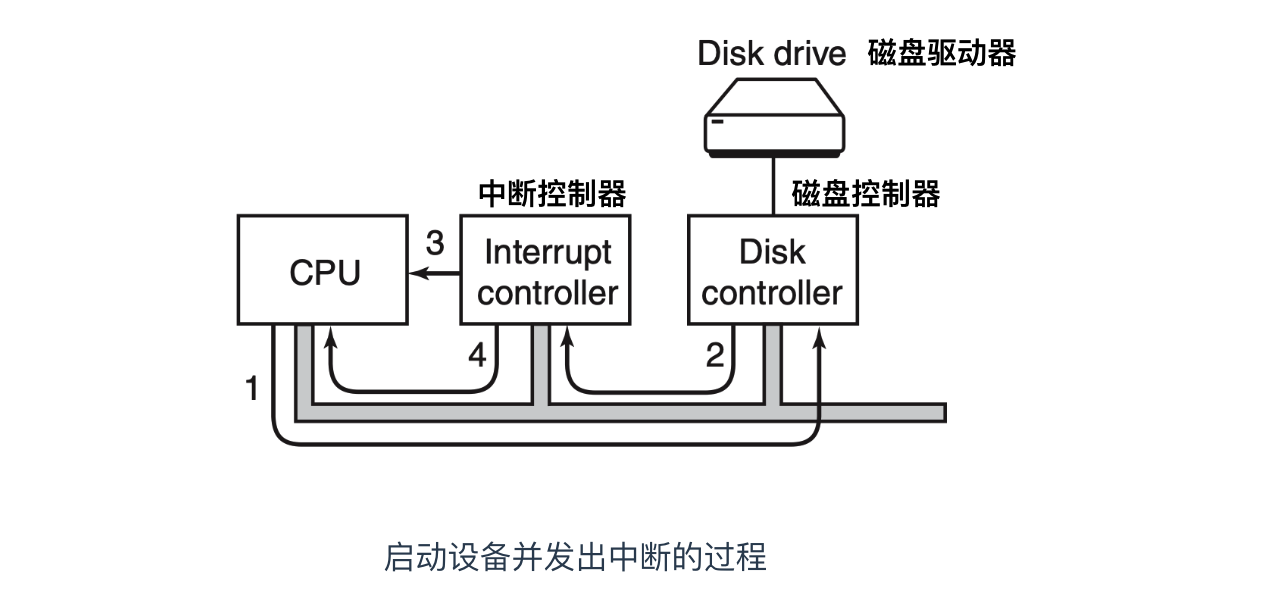 Disk drive 磁盘驱动器
中断控制器
磁盘控制器
CPU
3
Interrupt
controller
Disk
controller
1
4
2
启动设备并发出中断的过程